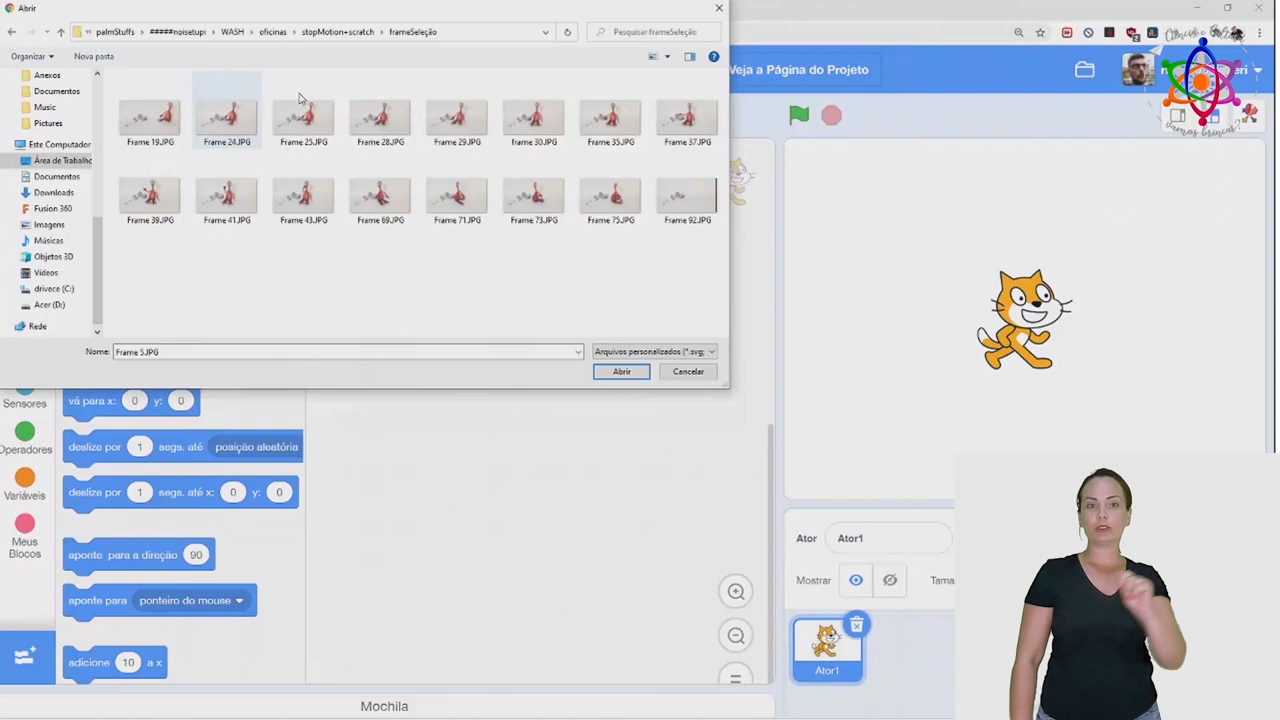 Abrir
palmStuffs
#####noisetupi
WASH
oficinas
stopMotion+scratch
frameSeleção
Pesquisar frameSeleção
Organizar
Nova pasta
Veja a Página do Projeto
Anexos
Documentos
Music
Pictures
Este Computador
Área de Trabalho
Documentos
Downloads
Fusion 360
Imagens
Músicas
Objetos 3D
Vídeos
drivece (C:)
Acer (D:)
Rede
Frame 19.JPG
Frame 24.JPG
Frame 25.JPG
Frame 28.JPG
Frame 29.JPG
Frame 30.JPG
Frame 35.JPG
Frame 37.JPG
Frame 39.JPG
Frame 41.JPG
Frame 43.JPG
Frame 69.JPG
Frame 71.JPG
Frame 73.JPG
Frame 75.JPG
Frame 92.JPG
Nome: Frame 5.JPG
Arquivos personalizados (*.svg;
Abrir
Cancelar
vamos brincar?
Sensores
Operadores
Variáveis
Meus
Blocos
vá para x: 0 y: 0
deslize por 1 segs. até posição aleatória
deslize por 1 segs. até x: 0 y: 0
aponte para a direção 90
aponte para ponteiro do mouse
adicione 10 a x
Ator Ator1
Mostrar
Tama
Ator1
Mochila